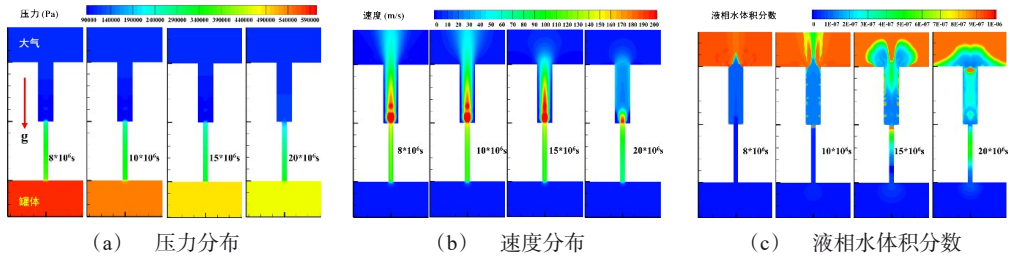 压力 (Pa)
90000 140000 190000 240000 290000 340000 390000 440000 490000 540000 590000
大气
g
8*10⁶s
10*10⁶s
15*10⁶s
20*10⁶s
罐体
(a) 压力分布
速度 (m/s)
0 10 20 30 40 50 60 70 80 90 100 110 120 130 140 150 160 170 180 190 200
8*10⁶s
10*10⁶s
15*10⁶s
20*10⁶s
(b) 速度分布
液相水体积分数
0 1E-07 2E-07 3E-07 4E-07 5E-07 6E-07 7E-07 8E-07 9E-07 1E-06
8*10⁶s
10*10⁶s
15*10⁶s
20*10⁶s
(c) 液相水体积分数